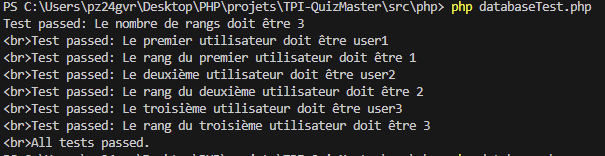 PS C:\Users\pz24gvr\Desktop\PHP\projets\TPI-QuizMaster\src\php> php databaseTest.php
Test passed: Le nombre de rangs doit être 3
<br>Test passed: Le premier utilisateur doit être user1
<br>Test passed: Le rang du premier utilisateur doit être 1
<br>Test passed: Le deuxième utilisateur doit être user2
<br>Test passed: Le rang du deuxième utilisateur doit être 2
<br>Test passed: Le troisième utilisateur doit être user3
<br>Test passed: Le rang du troisième utilisateur doit être 3
<br>All tests passed.